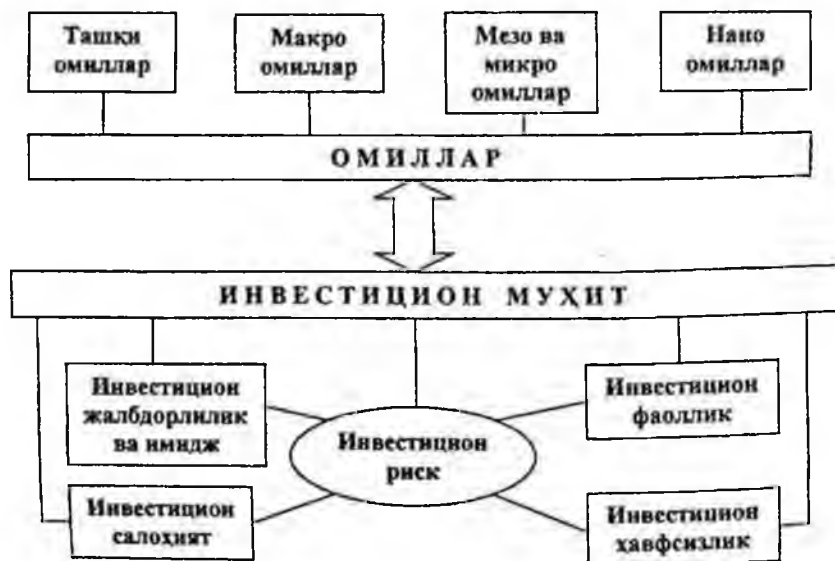 Ташқи
омиллар
Макро
омиллар
Мезо ва
микро
омиллар
Нано
омиллар
ОМИЛЛАР
ИНВЕСТИЦИОН МУҲИТ
Инвестицион
жалбдорлилик
ва имидж
Инвестицион
фаоллик
Инвестицион
риск
Инвестицион
салоҳият
Инвестицион
ҳавфсизлик